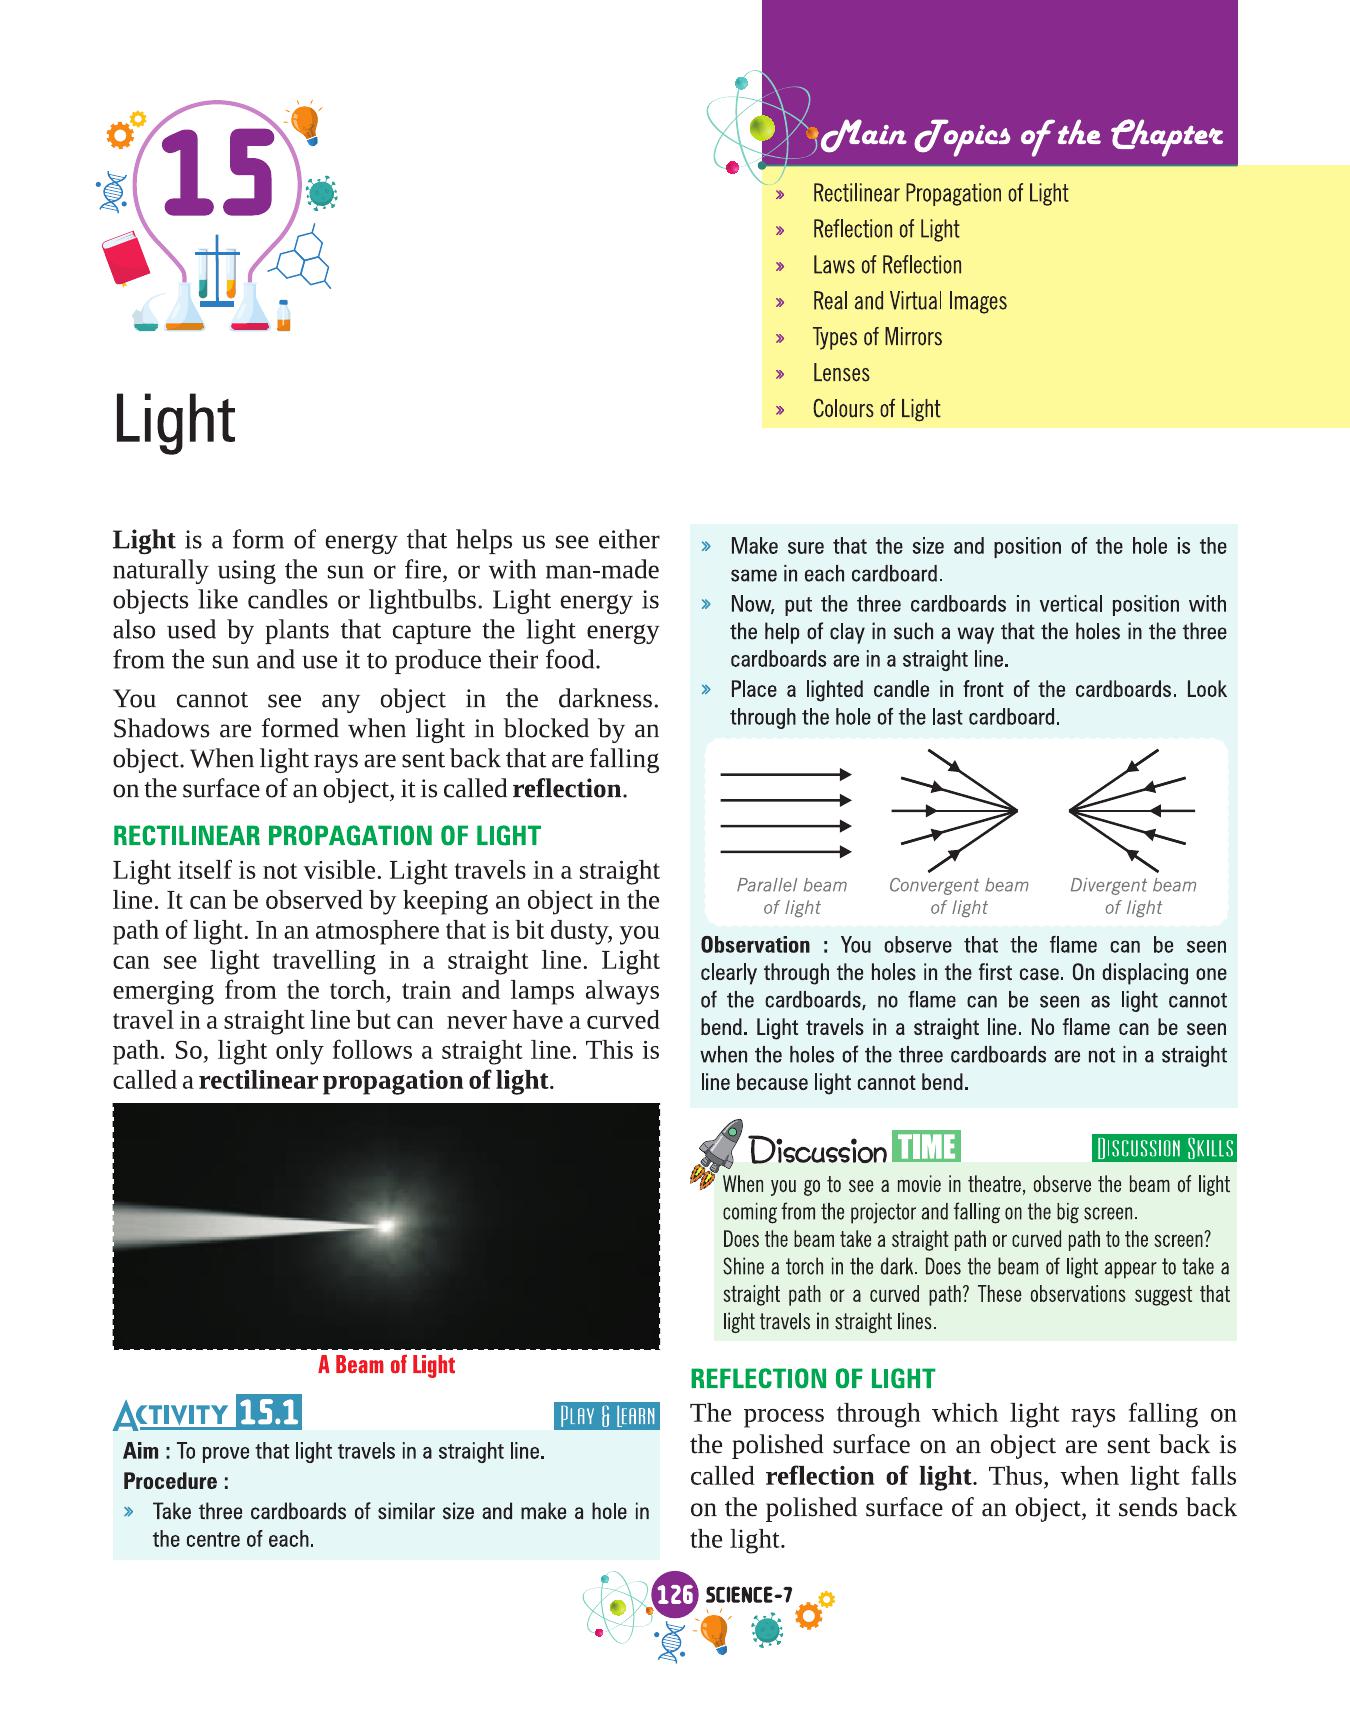 15
Main Topics of the Chapter
» Rectilinear Propagation of Light
» Reflection of Light
» Laws of Reflection
» Real and Virtual Images
» Types of Mirrors
» Lenses
» Colours of Light
Light
Light is a form of energy that helps us see either
naturally using the sun or fire, or with man-made
objects like candles or lightbulbs. Light energy is
also used by plants that capture the light energy
from the sun and use it to produce their food.
You cannot see any object in the darkness.
Shadows are formed when light in blocked by an
object. When light rays are sent back that are falling
on the surface of an object, it is called reflection.
RECTILINEAR PROPAGATION OF LIGHT
Light itself is not visible. Light travels in a straight
line. It can be observed by keeping an object in the
path of light. In an atmosphere that is bit dusty, you
can see light travelling in a straight line. Light
emerging from the torch, train and lamps always
travel in a straight line but can never have a curved
path. So, light only follows a straight line. This is
called a rectilinear propagation of light.
A Beam of Light
ACTIVITY 15.1
PLAY & LEARN
Aim : To prove that light travels in a straight line.
Procedure :
» Take three cardboards of similar size and make a hole in
the centre of each.
» Make sure that the size and position of the hole is the
same in each cardboard.
» Now, put the three cardboards in vertical position with
the help of clay in such a way that the holes in the three
cardboards are in a straight line.
» Place a lighted candle in front of the cardboards. Look
through the hole of the last cardboard.
Parallel beam
of light
Convergent beam
of light
Divergent beam
of light
Observation : You observe that the flame can be seen
clearly through the holes in the first case. On displacing one
of the cardboards, no flame can be seen as light cannot
bend. Light travels in a straight line. No flame can be seen
when the holes of the three cardboards are not in a straight
line because light cannot bend.
Discussion TIME
DISCUSSION SKILLS
When you go to see a movie in theatre, observe the beam of light
coming from the projector and falling on the big screen.
Does the beam take a straight path or curved path to the screen?
Shine a torch in the dark. Does the beam of light appear to take a
straight path or a curved path? These observations suggest that
light travels in straight lines.
REFLECTION OF LIGHT
The process through which light rays falling on
the polished surface on an object are sent back is
called reflection of light. Thus, when light falls
on the polished surface of an object, it sends back
the light.
126 SCIENCE-7